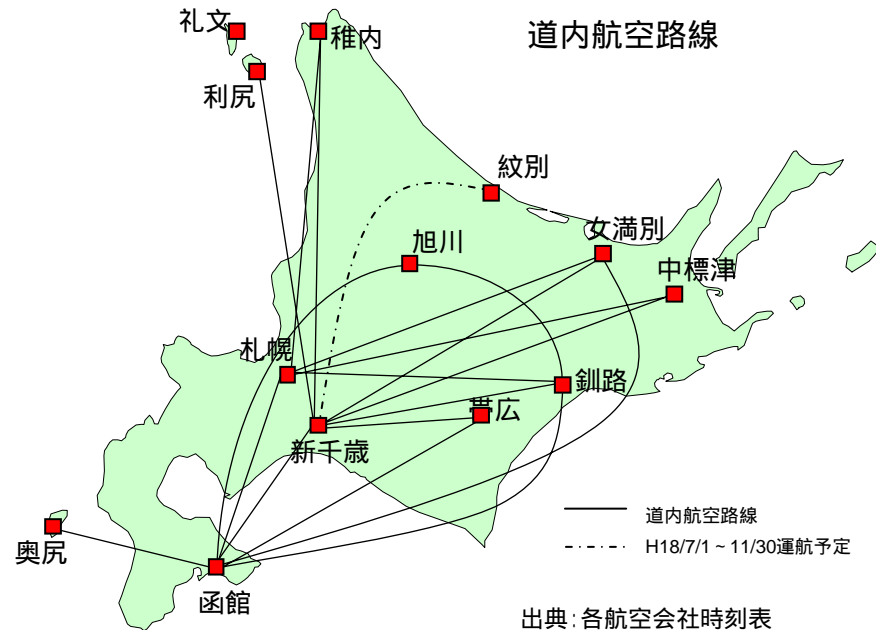 道内航空路線
礼文
稚内
利尻
紋別
旭川
女満別
中標津
札幌
釧路
帯広
新千歳
奥尻
函館
道内航空路線
H18/7/1~11/30運航予定
出典:各航空会社時刻表